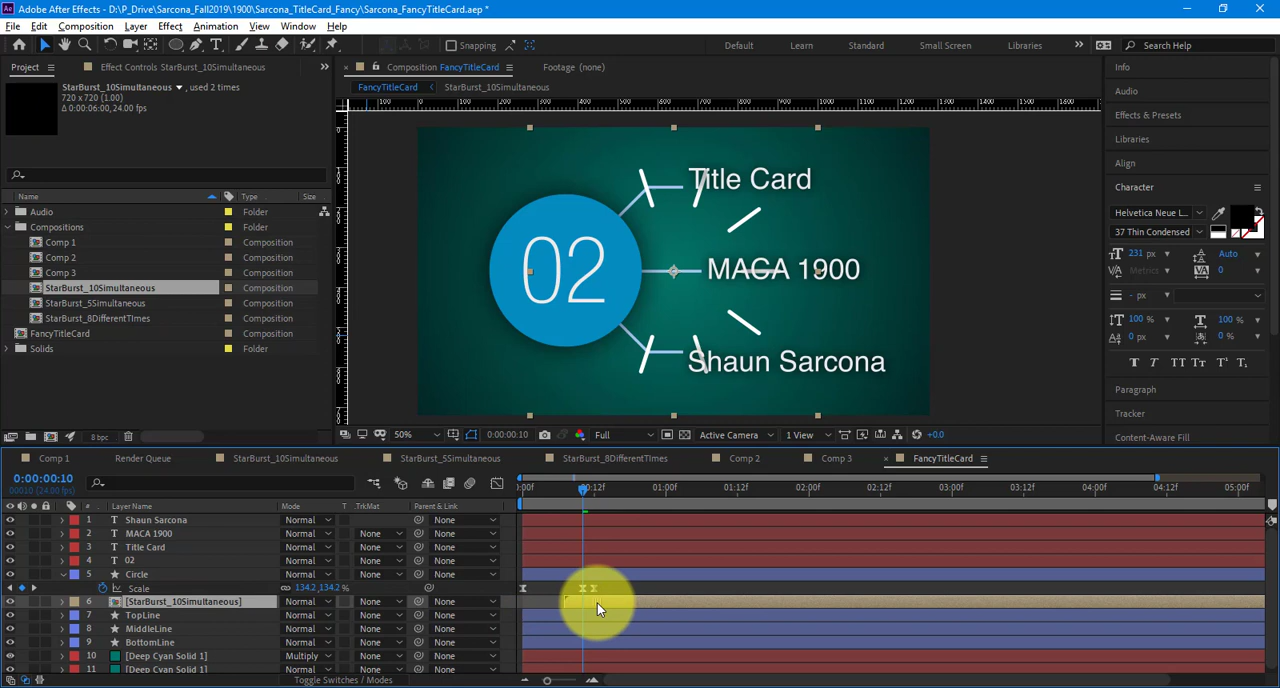 Adobe After Effects - D:\P_Drive\Sarcona_Fall2019\1900\Sarcona_TitleCard_Fancy\Sarcona_FancyTitleCard.aep *
File Edit Composition Layer Effect Animation View Window Help
Snapping Default Learn Standard Small Screen Libraries Search Help
Project Effect Controls StarBurst_10Simultaneous Composition FancyTitleCard Footage (none) Info
StarBurst_10Simultaneous, used 2 times
720 x 720 (1.00)
Δ 0:00:06:00, 24.00 fps
FancyTitleCard StarBurst_10Simultaneous
Audio
Effects & Presets
Libraries
Align
Character
Name Type Size
Audio Folder
Compositions Folder
Comp 1 Composition
Comp 2 Composition
Comp 3 Composition
StarBurst_10Simultaneous Composition
StarBurst_5Simultaneous Composition
StarBurst_8DifferentTImes Composition
FancyTitleCard Composition
Solids Folder
Title Card
02
MACA 1900
Shaun Sarcona
Helvetica Neue L...
37 Thin Condensed
231 px Auto
Metrics 0
- px
100 % 100 %
0 px 0 %
Paragraph
Tracker
Content-Aware Fill
8 bpc 50% 0:00:00:10 Full Active Camera 1 View +0.0
Comp 1 Render Queue StarBurst_10Simultaneous StarBurst_5Simultaneous StarBurst_8DifferentTImes Comp 2 Comp 3 FancyTitleCard
0:00:00:10
00010 (24.00 fps)
00:12f 01:00f 01:12f 02:00f 02:12f 03:00f 03:12f 04:00f 04:12f 05:00f
# Layer Name Mode T .TrkMat Parent & Link
1 Shaun Sarcona Normal None
2 MACA 1900 Normal None None
3 Title Card Normal None None
4 02 Normal None None
5 Circle Normal None None
Scale 134.2,134.2 %
6 [StarBurst_10Simultaneous] Normal None None
7 TopLine Normal None None
8 MiddleLine Normal None None
9 BottomLine Normal None None
10 [Deep Cyan Solid 1] Multiply None None
11 [Deep Cyan Solid 1] Normal None None
Toggle Switches / Modes